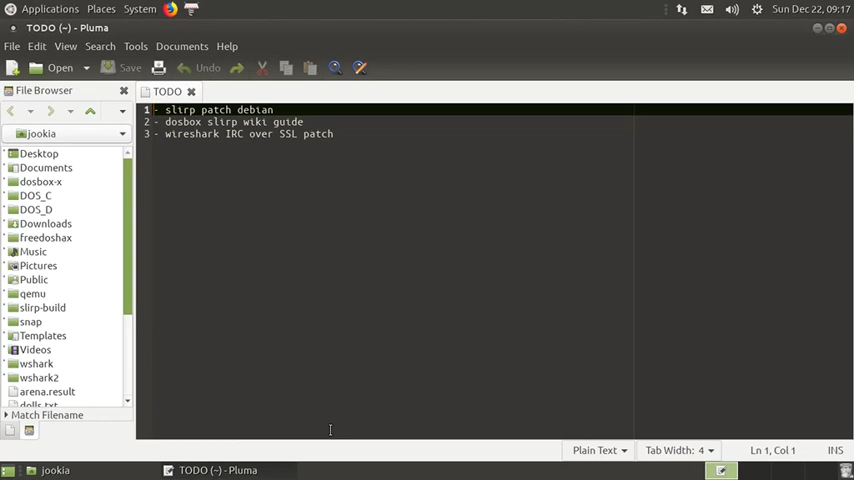 Applications Places System Sun Dec 22, 09:17
TODO (~) - Pluma
File Edit View Search Tools Documents Help
Open Save Undo
File Browser
TODO
jookia
1 - slirp patch debian
2 - dosbox slirp wiki guide
3 - wireshark IRC over SSL patch
Desktop
Documents
dosbox-x
DOS_C
DOS_D
Downloads
freedoshax
Music
Pictures
Public
qemu
slirp-build
snap
Templates
Videos
wshark
wshark2
arena.result
dolls.txt
Match Filename
Plain Text Tab Width: 4 Ln 1, Col 1 INS
jookia TODO (~) - Pluma